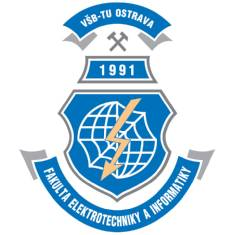 VŠB-TU OSTRAVA
1991
FAKULTA ELEKTROTECHNIKY A INFORMATIKY